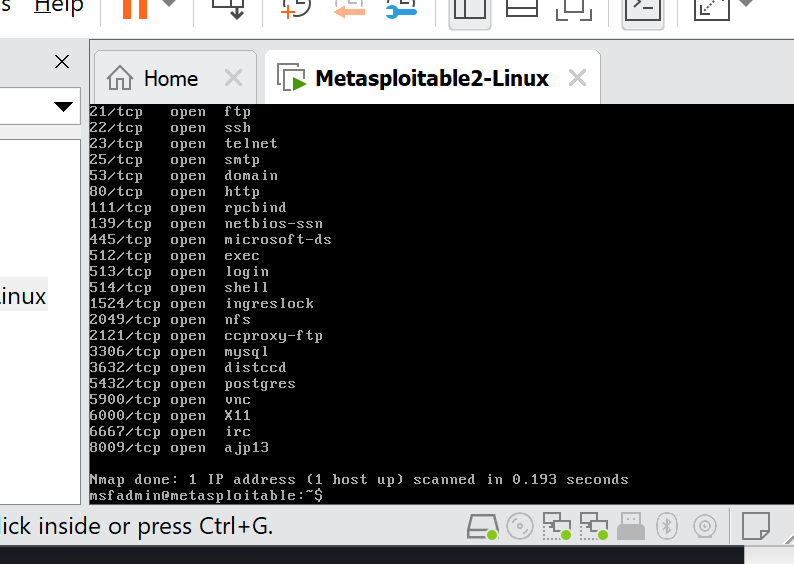 s Help
Home
Metasploitable2-Linux
21/tcp open ftp
22/tcp open ssh
23/tcp open telnet
25/tcp open smtp
53/tcp open domain
80/tcp open http
111/tcp open rpcbind
139/tcp open netbios-ssn
445/tcp open microsoft-ds
512/tcp open exec
513/tcp open login
514/tcp open shell
1524/tcp open ingreslock
2049/tcp open nfs
2121/tcp open ccproxy-ftp
3306/tcp open mysql
3632/tcp open distccd
5432/tcp open postgres
5900/tcp open vnc
6000/tcp open X11
6667/tcp open irc
8009/tcp open ajp13
Nmap done: 1 IP address (1 host up) scanned in 0.193 seconds
msfadmin@metasploitable:~$
inux
lick inside or press Ctrl+G.